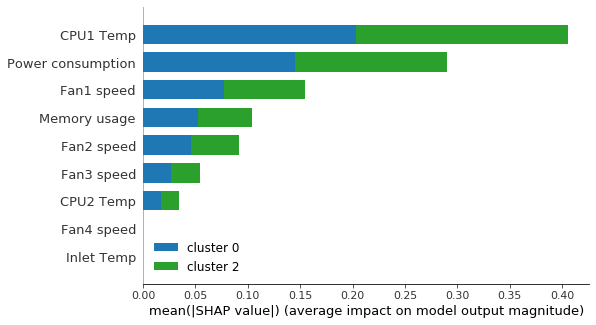 CPU1 Temp
Power consumption
Fan1 speed
Memory usage
Fan2 speed
Fan3 speed
CPU2 Temp
Fan4 speed
Inlet Temp
cluster 0
cluster 2
0.00 0.05 0.10 0.15 0.20 0.25 0.30 0.35 0.40
mean(|SHAP value|) (average impact on model output magnitude)